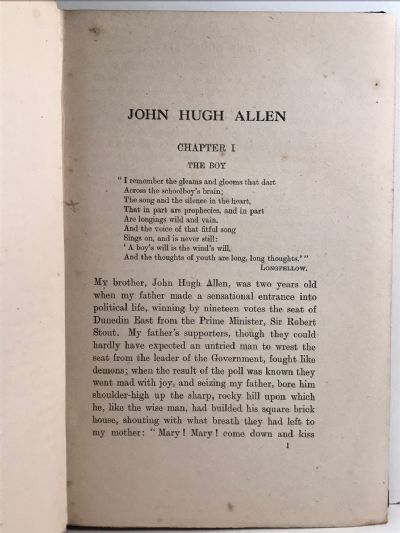 JOHN HUGH ALLEN
CHAPTER I
THE BOY
"I remember the gleams and glooms that dart
Across the schoolboy's brain;
The song and the silence in the heart,
That in part are prophecies, and in part
Are longings wild and vain.
And the voice of that fitful song
Sings on, and is never still:
'A boy's will is the wind's will,
And the thoughts of youth are long, long thoughts.'"
LONGFELLOW.
My brother, John Hugh Allen, was two years old
when my father made a sensational entrance into
political life, winning by nineteen votes the seat of
Dunedin East from the Prime Minister, Sir Robert
Stout. My father's supporters, though they could
hardly have expected an untried man to wrest the
seat from the leader of the Government, fought like
demons; when the result of the poll was known they
went mad with joy, and seizing my father, bore him
shoulder-high up the sharp, rocky hill upon which
he, like the wise man, had builded his square brick
house, shouting with what breath they had left to
my mother: "Mary! Mary! come down and kiss
1